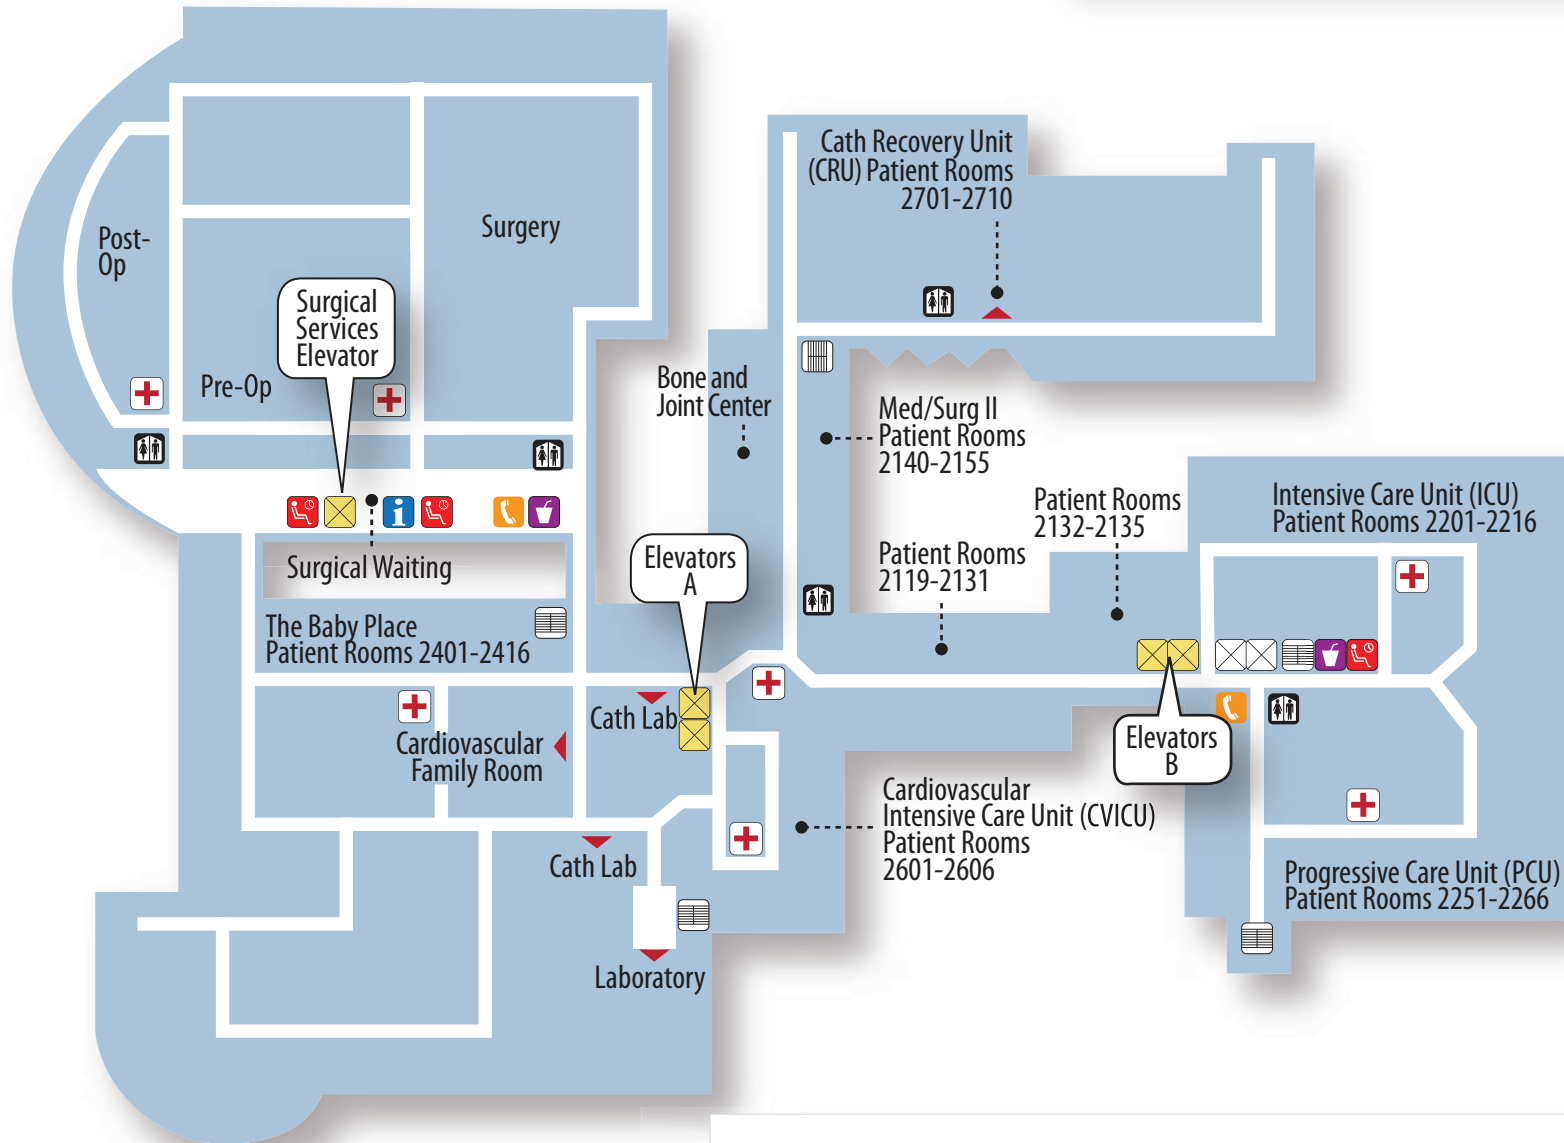 Cath Recovery Unit
(CRU) Patient Rooms
2701-2710
Surgery
Post-
Op
Surgical
Services
Elevator
Pre-Op
Bone and
Joint Center
Med/Surg II
Patient Rooms
2140-2155
Patient Rooms
2132-2135
Intensive Care Unit (ICU)
Patient Rooms 2201-2216
Surgical Waiting
Elevators
A
Patient Rooms
2119-2131
The Baby Place
Patient Rooms 2401-2416
Cath Lab
Cardiovascular
Family Room
Elevators
B
Cardiovascular
Intensive Care Unit (CVICU)
Patient Rooms
2601-2606
Cath Lab
Progressive Care Unit (PCU)
Patient Rooms 2251-2266
Laboratory